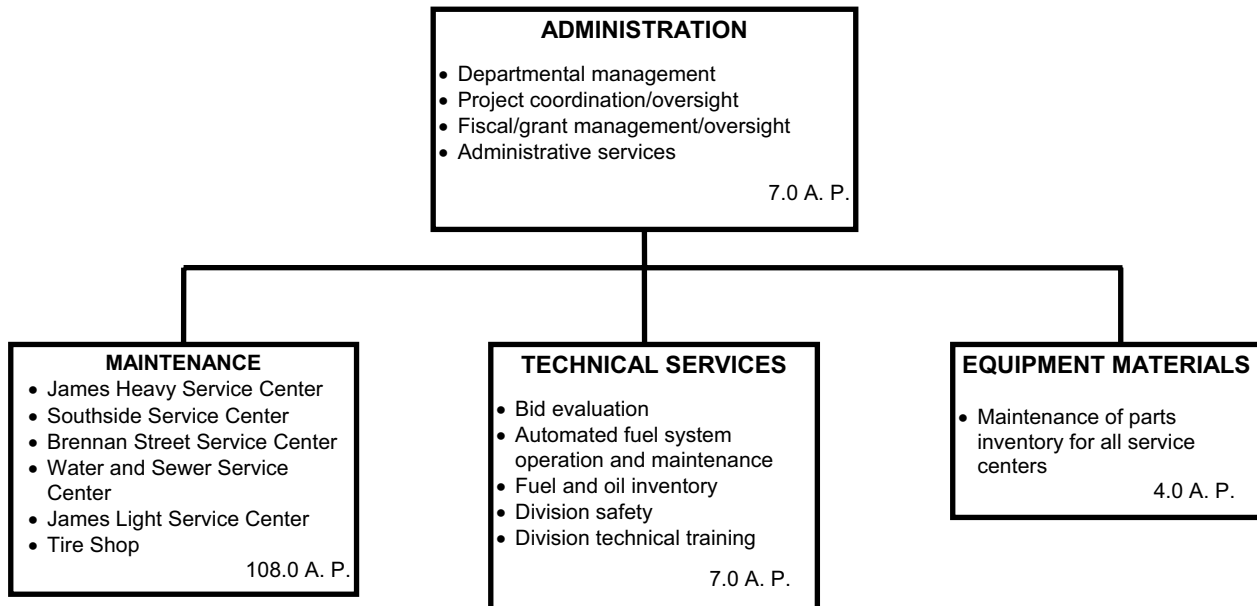 ADMINISTRATION
• Departmental management
• Project coordination/oversight
• Fiscal/grant management/oversight
• Administrative services
7.0 A. P.
MAINTENANCE
• James Heavy Service Center
• Southside Service Center
• Brennan Street Service Center
• Water and Sewer Service
Center
• James Light Service Center
• Tire Shop
108.0 A. P.
TECHNICAL SERVICES
• Bid evaluation
• Automated fuel system
operation and maintenance
• Fuel and oil inventory
• Division safety
• Division technical training
7.0 A. P.
EQUIPMENT MATERIALS
• Maintenance of parts
inventory for all service
centers
4.0 A. P.